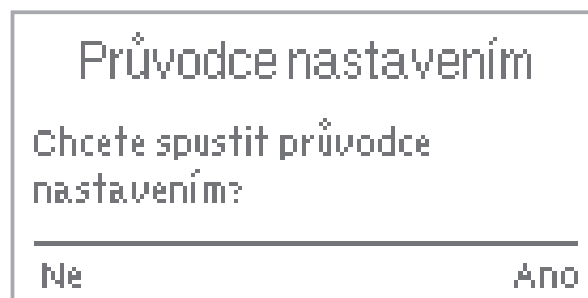 Průvodce nastavením
Chcete spustit průvodce
nastavením?
Ne Ano